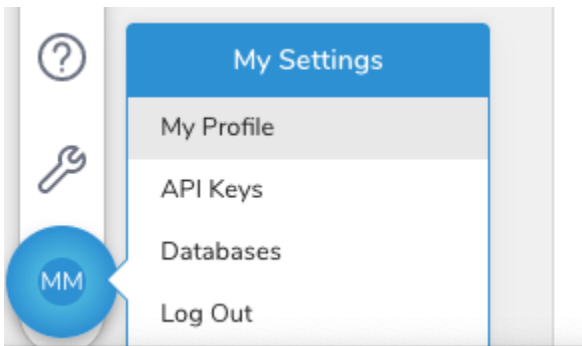 My Settings
My Profile
API Keys
Databases
MM
Log Out